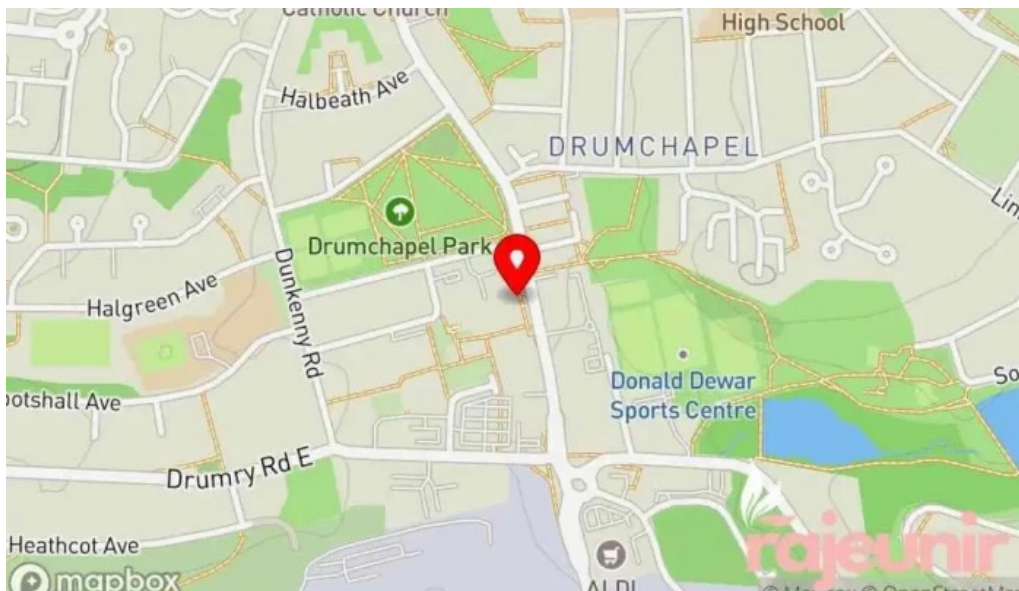 Catholic Church
High School
Halbeath Ave
DRUMCHAPEL
Drumchapel Park
Halgreen Ave
Dunkenny Rd
Donald Dewar
Sports Centre
Drumry Rd E
Heathcot Ave
ALDI
mapbox
rajeunir